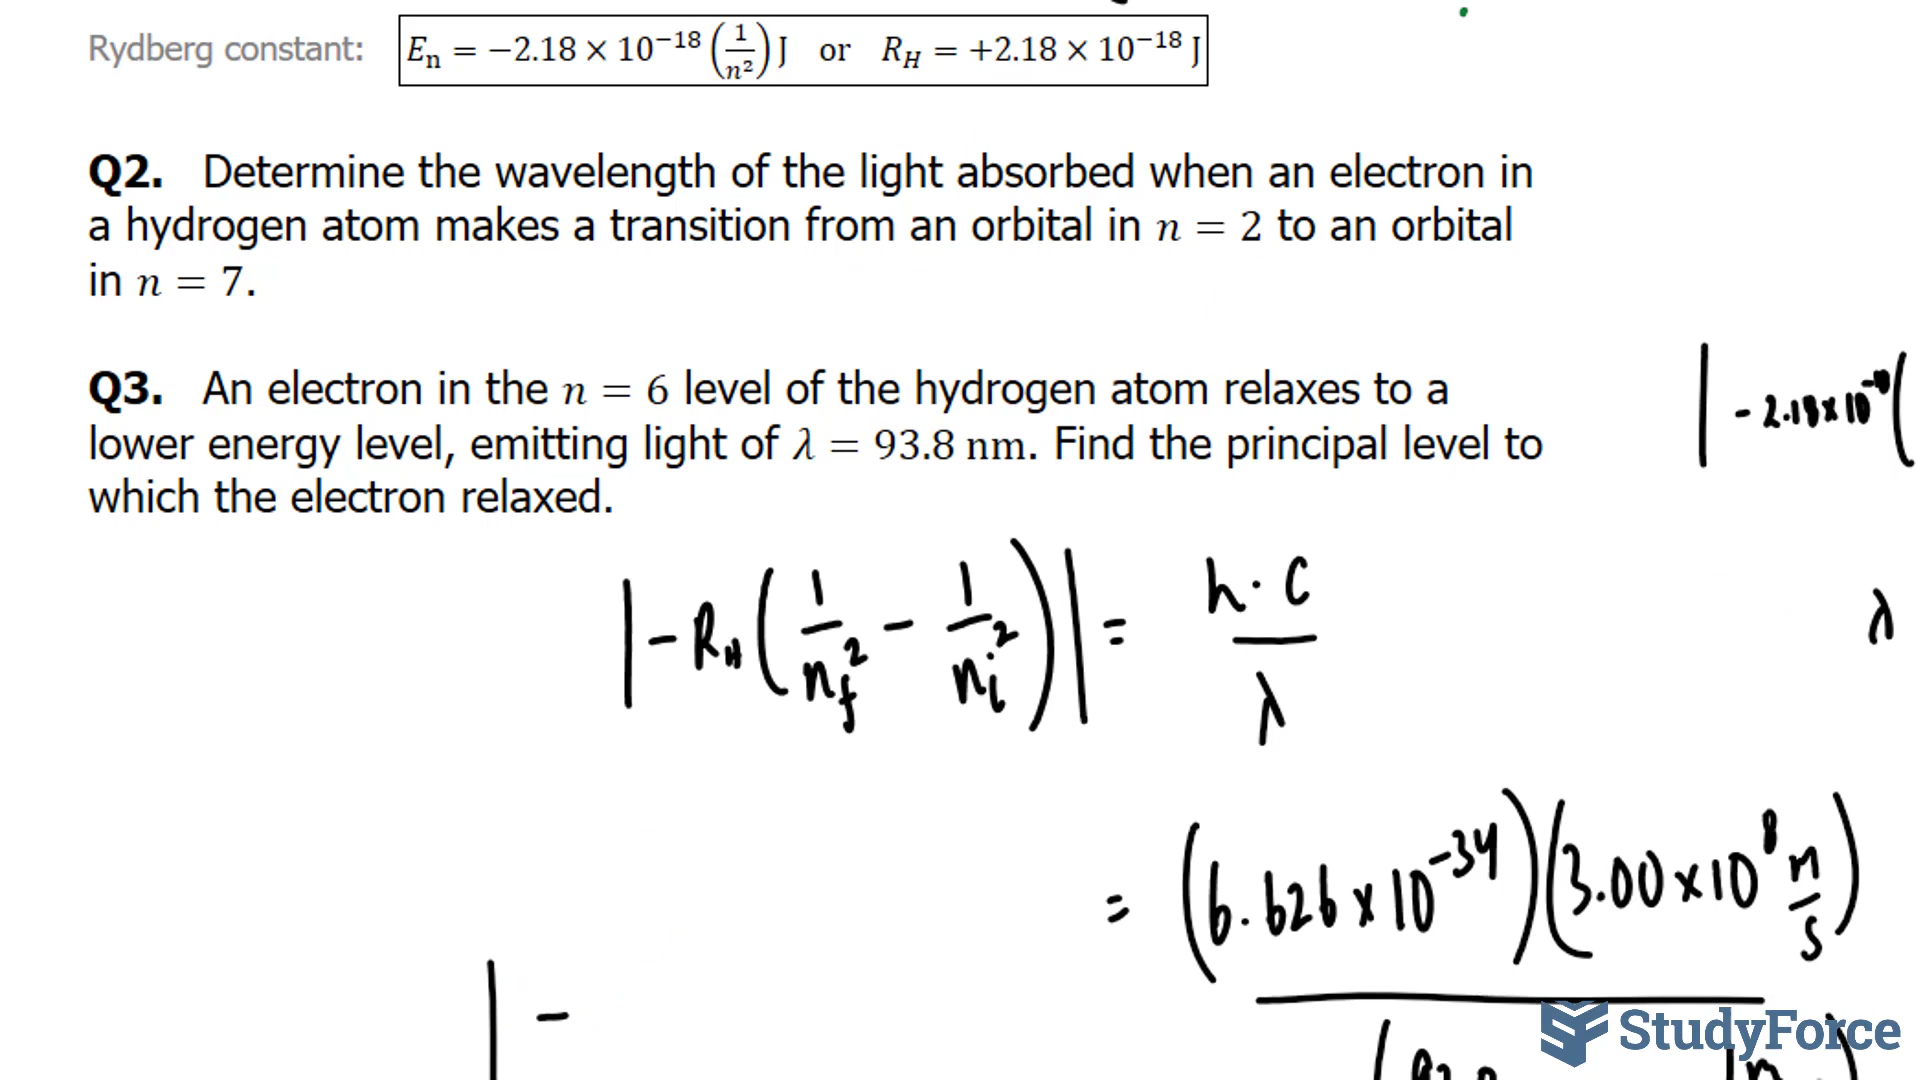 Rydberg constant: Eₙ = −2.18 × 10⁻¹⁸ (1/n²) J or R_H = +2.18 × 10⁻¹⁸ J
Q2. Determine the wavelength of the light absorbed when an electron in
a hydrogen atom makes a transition from an orbital in n = 2 to an orbital
in n = 7.
Q3. An electron in the n = 6 level of the hydrogen atom relaxes to a
lower energy level, emitting light of λ = 93.8 nm. Find the principal level to
which the electron relaxed.
| - 2.18 x 10⁻¹⁸ (
| - R_H (1/n_f² - 1/n_i²) | = h · c / λ
λ
= (6.626 x 10⁻³⁴)(3.00 x 10⁸ m/s)
| -
StudyForce